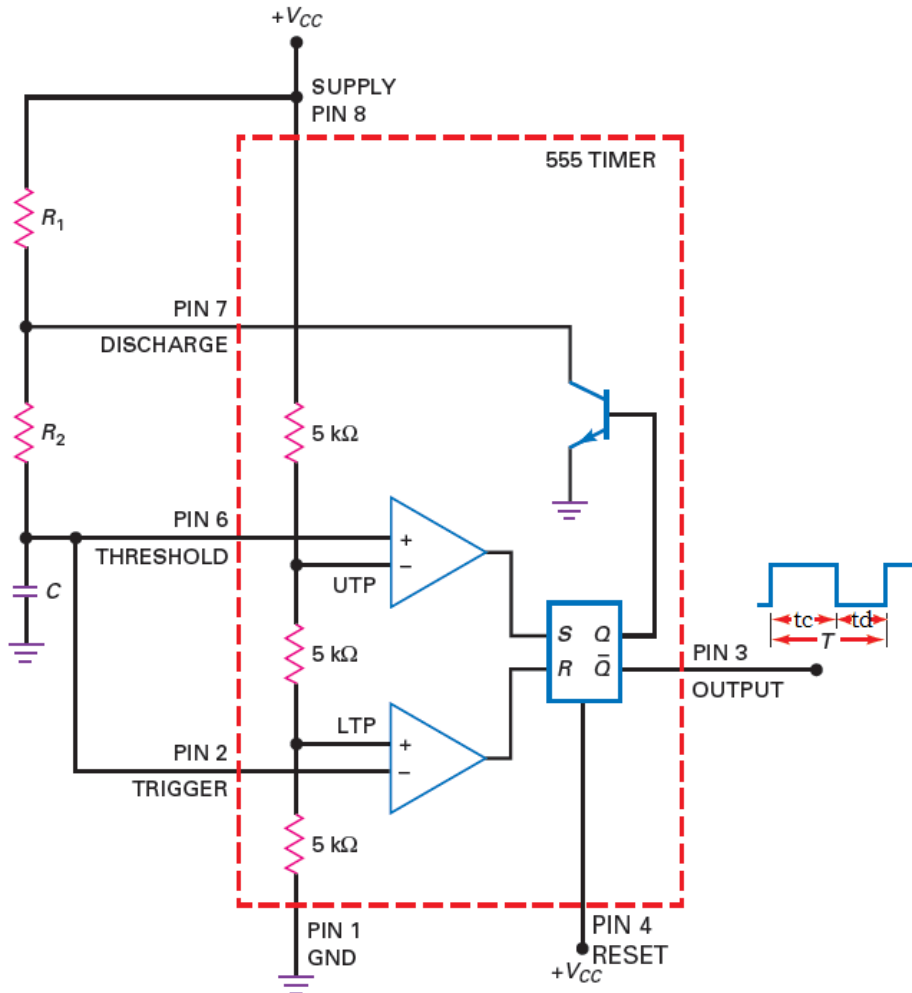 +VCC
SUPPLY
PIN 8
555 TIMER
R1
PIN 7
DISCHARGE
R2
5 kΩ
PIN 6
THRESHOLD
+
−
UTP
C
S Q
R Q̅
tc td
T
PIN 3
OUTPUT
5 kΩ
LTP
+
−
PIN 2
TRIGGER
5 kΩ
PIN 1
GND
PIN 4
RESET
+VCC